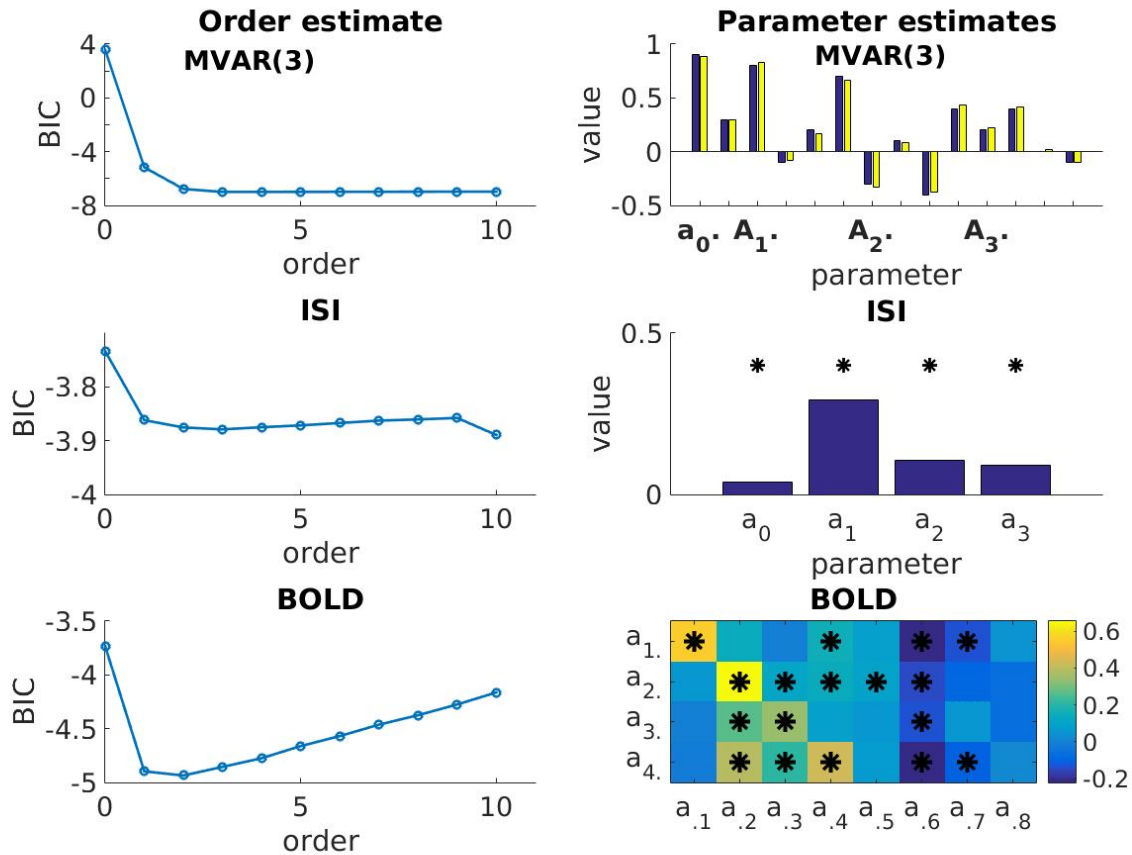 Order estimate
MVAR(3)
4
0
-4
-8
BIC
0 5 10
order
Parameter estimates
MVAR(3)
1
0.5
0
-0.5
value
a0. A1. A2. A3.
parameter
ISI
-3.8
-3.9
-4
BIC
0 5 10
order
ISI
0.5
0
value
* * * *
a0 a1 a2 a3
parameter
BOLD
-3.5
-4
-4.5
-5
BIC
0 5 10
order
BOLD
a1. * * * *
a2. * * * * *
a3. * * *
a4. * * * * *
a.1 a.2 a.3 a.4 a.5 a.6 a.7 a.8
0.6
0.4
0.2
0
-0.2